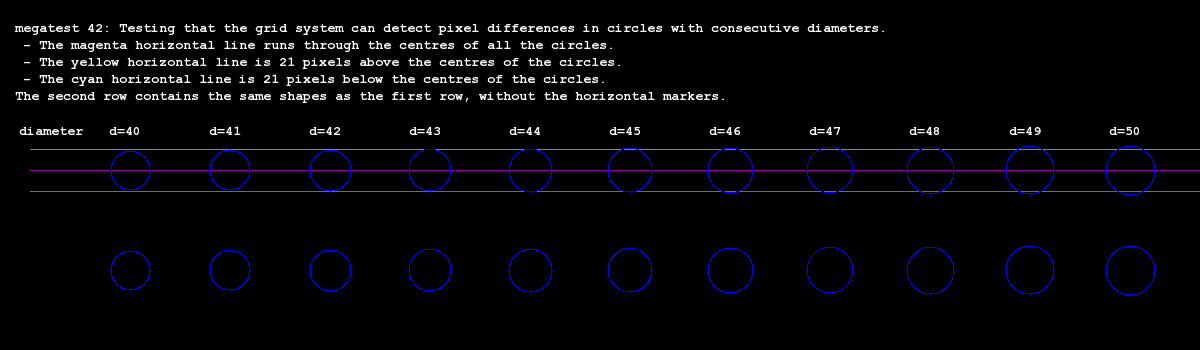 megatest 42: Testing that the grid system can detect pixel differences in circles with consecutive diameters.
- The magenta horizontal line runs through the centres of all the circles.
- The yellow horizontal line is 21 pixels above the centres of the circles.
- The cyan horizontal line is 21 pixels below the centres of the circles.
The second row contains the same shapes as the first row, without the horizontal markers.
diameter d=40 d=41 d=42 d=43 d=44 d=45 d=46 d=47 d=48 d=49 d=50